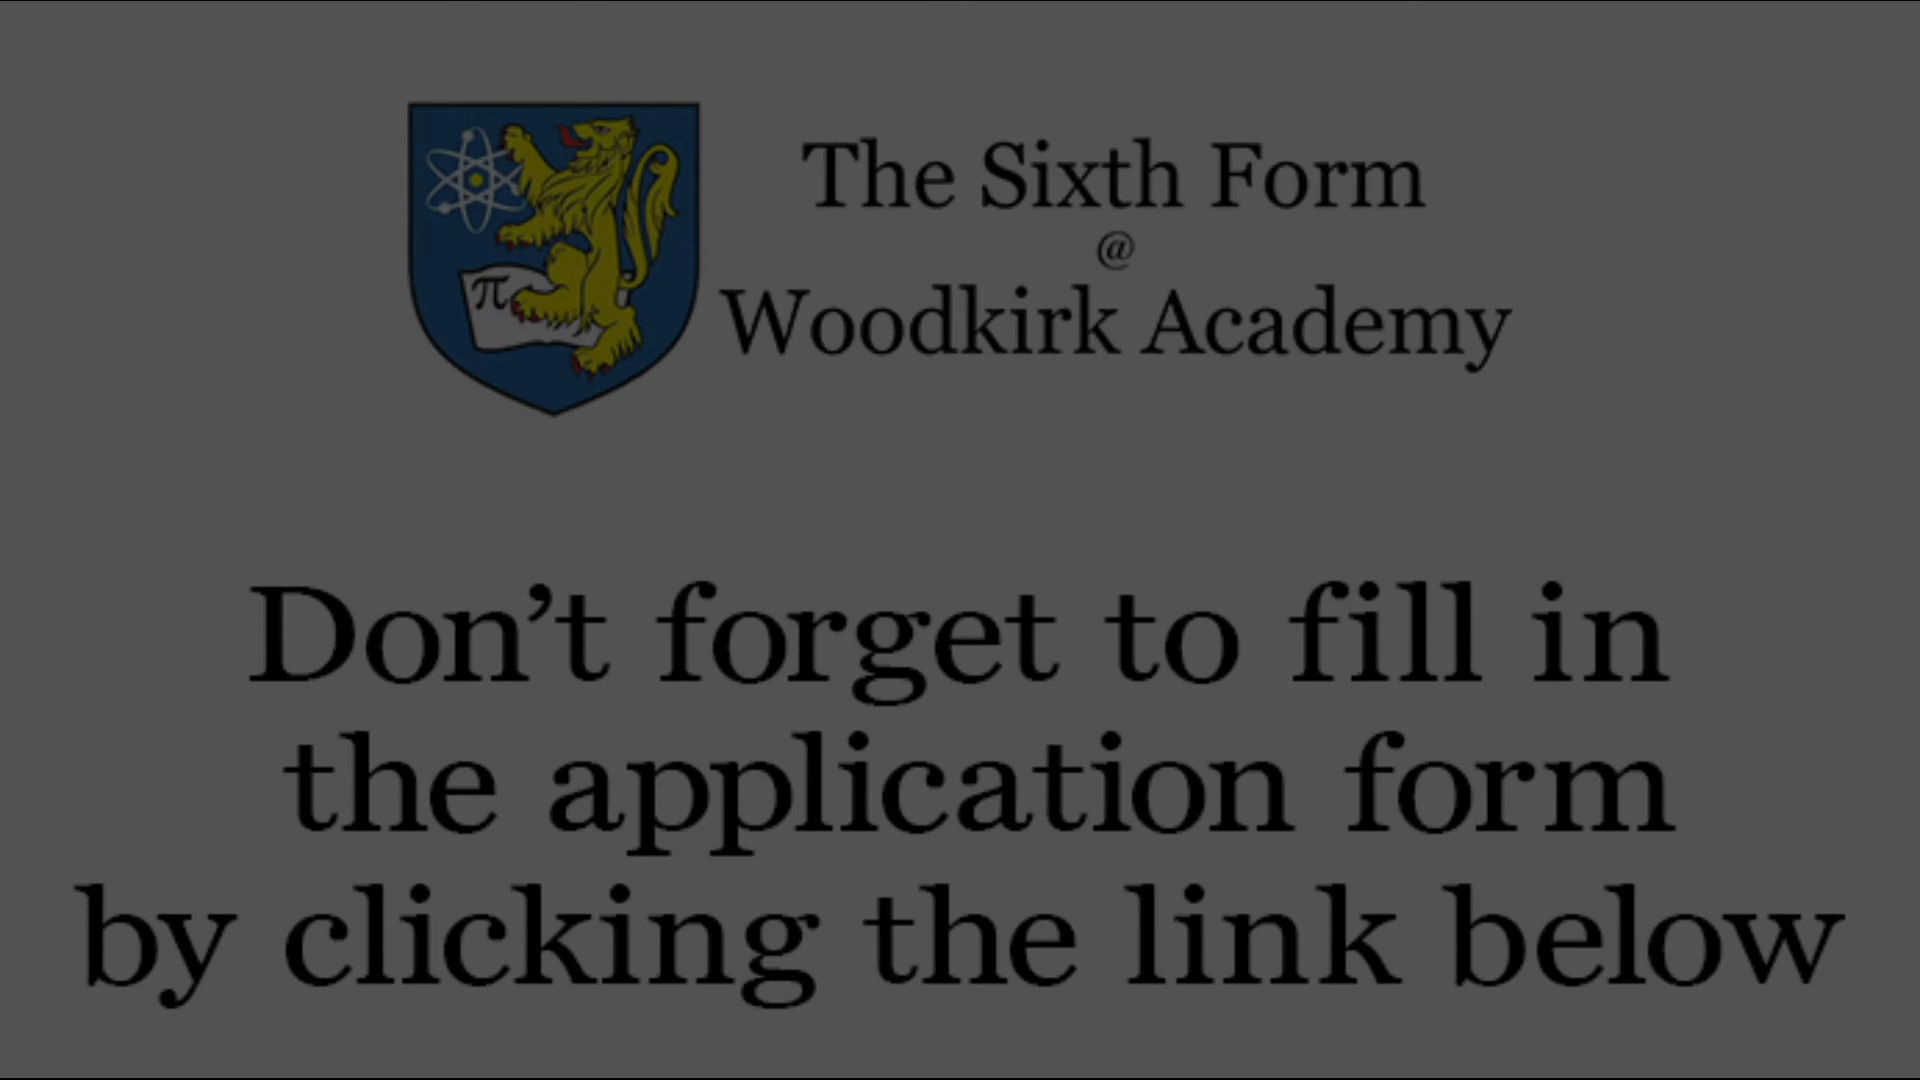 The Sixth Form
@
Woodkirk Academy
π
Don’t forget to fill in
the application form
by clicking the link below